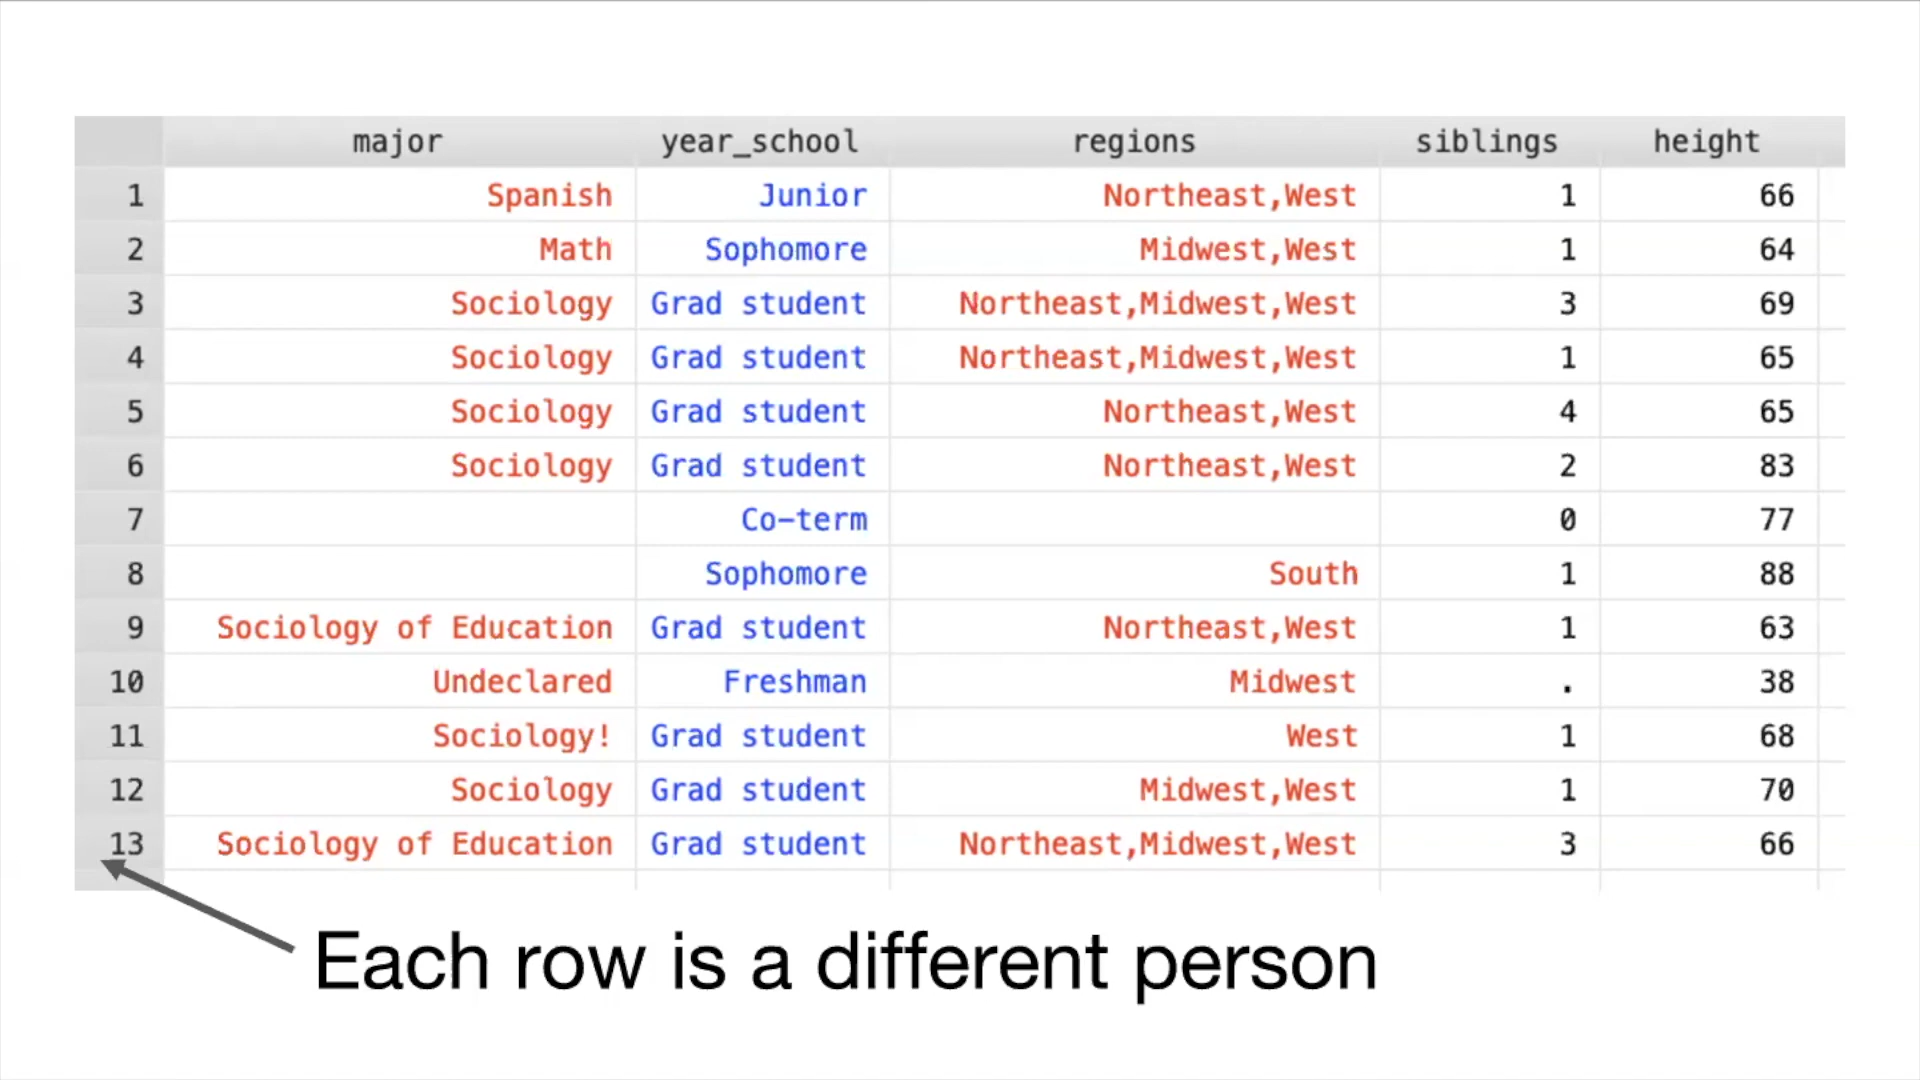 major year_school regions siblings height
1 Spanish Junior Northeast,West 1 66
2 Math Sophomore Midwest,West 1 64
3 Sociology Grad student Northeast,Midwest,West 3 69
4 Sociology Grad student Northeast,Midwest,West 1 65
5 Sociology Grad student Northeast,West 4 65
6 Sociology Grad student Northeast,West 2 83
7 Co-term 0 77
8 Sophomore South 1 88
9 Sociology of Education Grad student Northeast,West 1 63
10 Undeclared Freshman Midwest . 38
11 Sociology! Grad student West 1 68
12 Sociology Grad student Midwest,West 1 70
13 Sociology of Education Grad student Northeast,Midwest,West 3 66
Each row is a different person